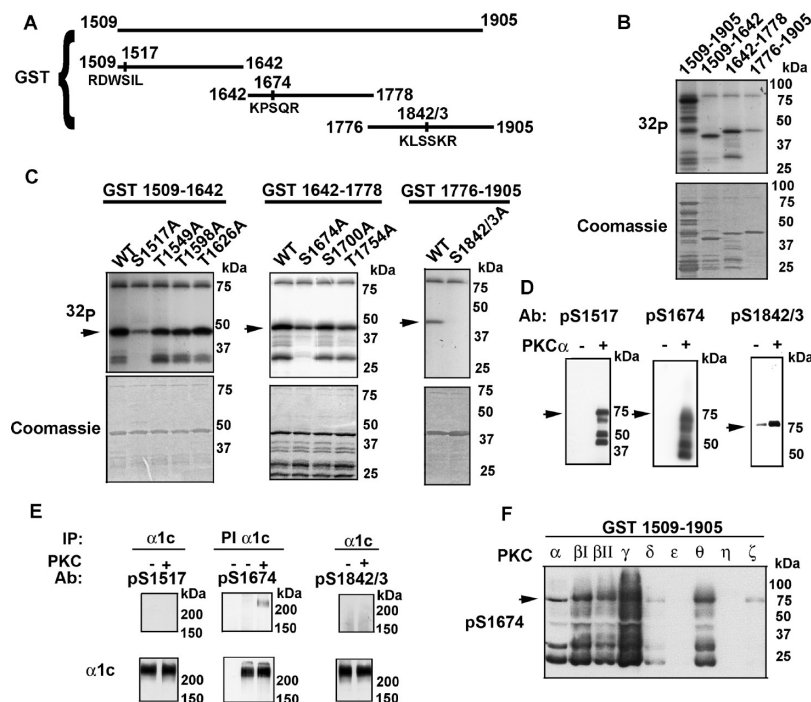 A
1509 1905
GST
1509 1517 1642
RDWSIL
1642 1674 1778
KPSQR
1776 1842/3 1905
KLSSKR
B
1509-1905
1509-1642
1642-1778
1776-1905
kDa
32P
100
75
50
37
25
Coomassie
100
75
50
37
25
C
GST 1509-1642 GST 1642-1778 GST 1776-1905
WT S1517A T1549A T1598A T1626A kDa
WT S1674A S1700A T1754A kDa
WT S1842/3A kDa
32P
75 75 75
50 50 50
37 37 37
Coomassie
75 75 75
50 50 50
37 37 37
25 25 25
D
Ab: pS1517 pS1674 pS1842/3
PKCα - + kDa - + kDa - + kDa
75 75 75
50 50 50
37
E
IP: α1c PI α1c α1c
PKC - + - - + - +
Ab: pS1517 pS1674 pS1842/3
kDa kDa kDa
200 200 200
150 150 150
α1c
200 200 200
150 150 150
F
GST 1509-1905
PKC α βI βII γ δ ε θ η ζ kDa
pS1674
100
75
50
37
25